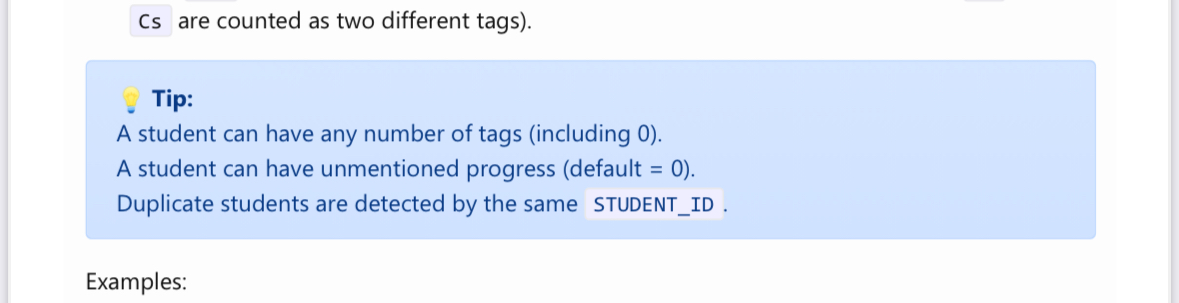 Cs are counted as two different tags).
💡 Tip:
A student can have any number of tags (including 0).
A student can have unmentioned progress (default = 0).
Duplicate students are detected by the same STUDENT_ID.
Examples: